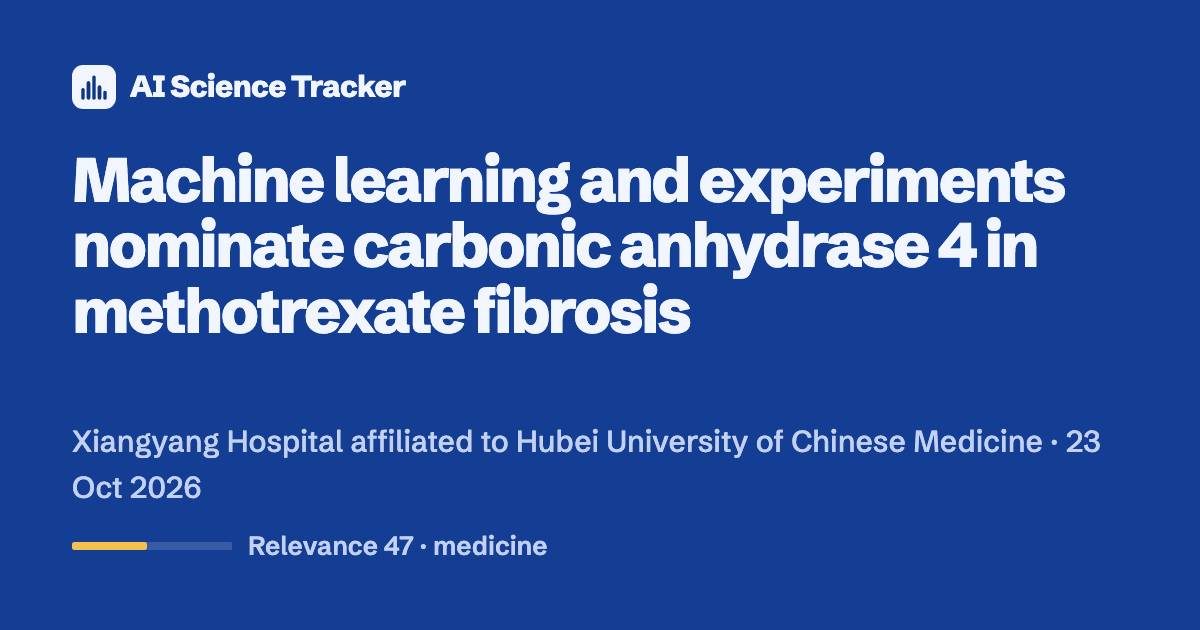 AI Science Tracker
Machine learning and experiments
nominate carbonic anhydrase 4 in
methotrexate fibrosis
Xiangyang Hospital affiliated to Hubei University of Chinese Medicine · 23
Oct 2026
Relevance 47 · medicine